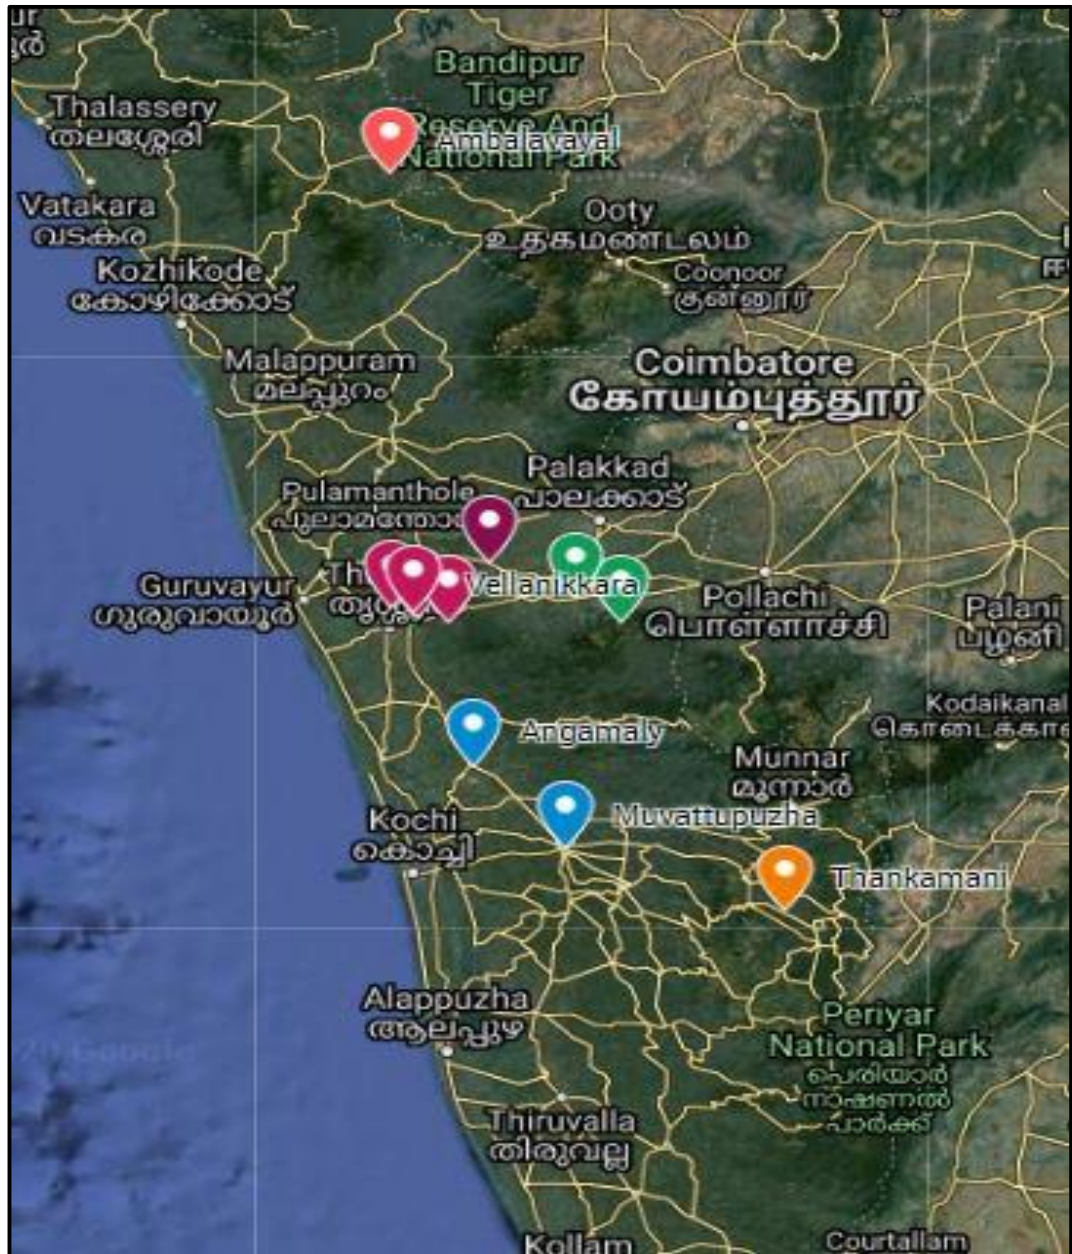 ൂർ
Bandipur
Tiger
Reserve And
National Park
Thalassery
തലശ്ശേരി
Ambalavayal
Vatakara
വടകര
Ooty
உதகமண்டலம்
Kozhikode
കോഴിക്കോട്
Coonoor
குன்னூர்
Malappuram
മലപ്പുറം
Coimbatore
கோயம்புத்தூர்
Palakkad
പാലക്കാട്
Pulamanthole
Vellanikkara
Guruvayur
ഗുരുവായൂർ
Pollachi
பொள்ளாச்சி
Palani
பழனி
Kodaikanal
Angamaly
Munnar
മൂന്നാർ
Muvattupuzha
Kochi
കൊച്ചി
Thankamani
Alappuzha
ആലപ്പുഴ
Periyar
National Park
പെരിയാർ
നാഷണൽ
പാർക്ക്
Thiruvalla
തിരുവല്ല
Kollam
Courtallam